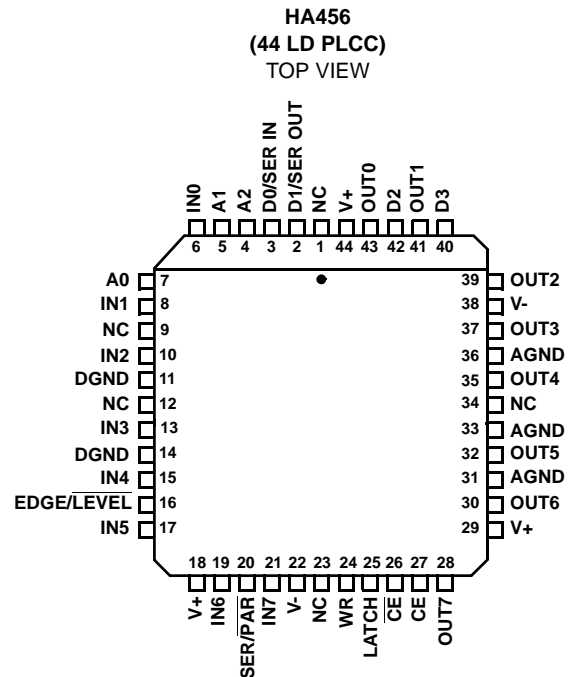 HA456
(44 LD PLCC)
TOP VIEW
IN0
A1
A2
D0/SER IN
D1/SER OUT
NC
V+
OUT0
D2
OUT1
D3
6 5 4 3 2 1 44 43 42 41 40
A0 7 39 OUT2
IN1 8 38 V-
NC 9 37 OUT3
IN2 10 36 AGND
DGND 11 35 OUT4
NC 12 34 NC
IN3 13 33 AGND
DGND 14 32 OUT5
IN4 15 31 AGND
EDGE/L̅E̅V̅E̅L̅ 16 30 OUT6
IN5 17 29 V+
18 19 20 21 22 23 24 25 26 27 28
V+
IN6
SER/P̅A̅R̅
IN7
V-
NC
WR
LATCH
C̅E̅
CE
OUT7